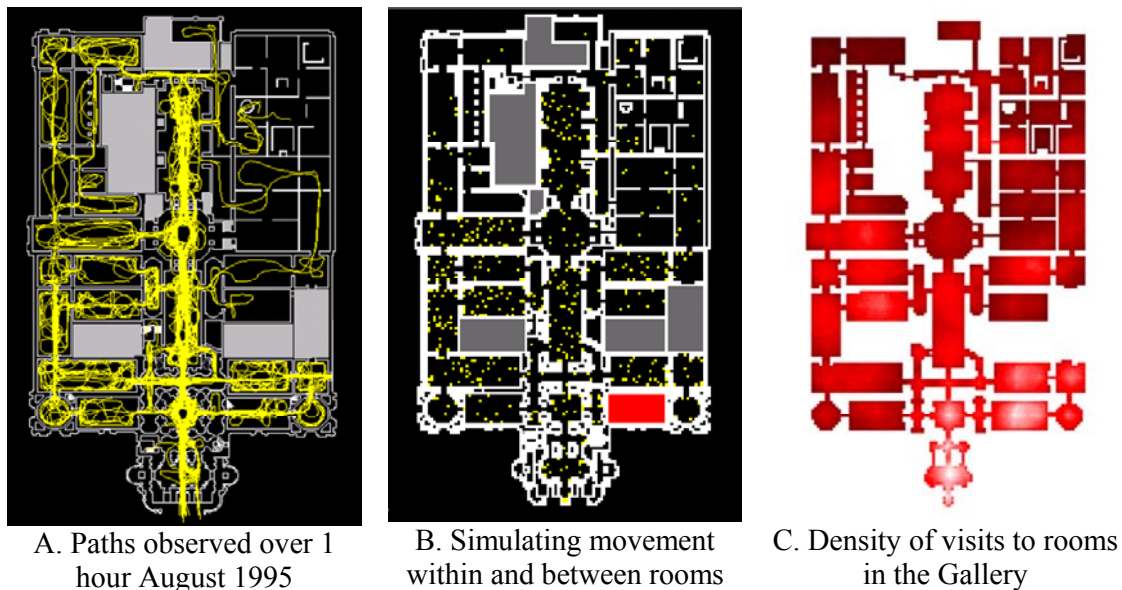 A. Paths observed over 1
hour August 1995
B. Simulating movement
within and between rooms
C. Density of visits to rooms
in the Gallery